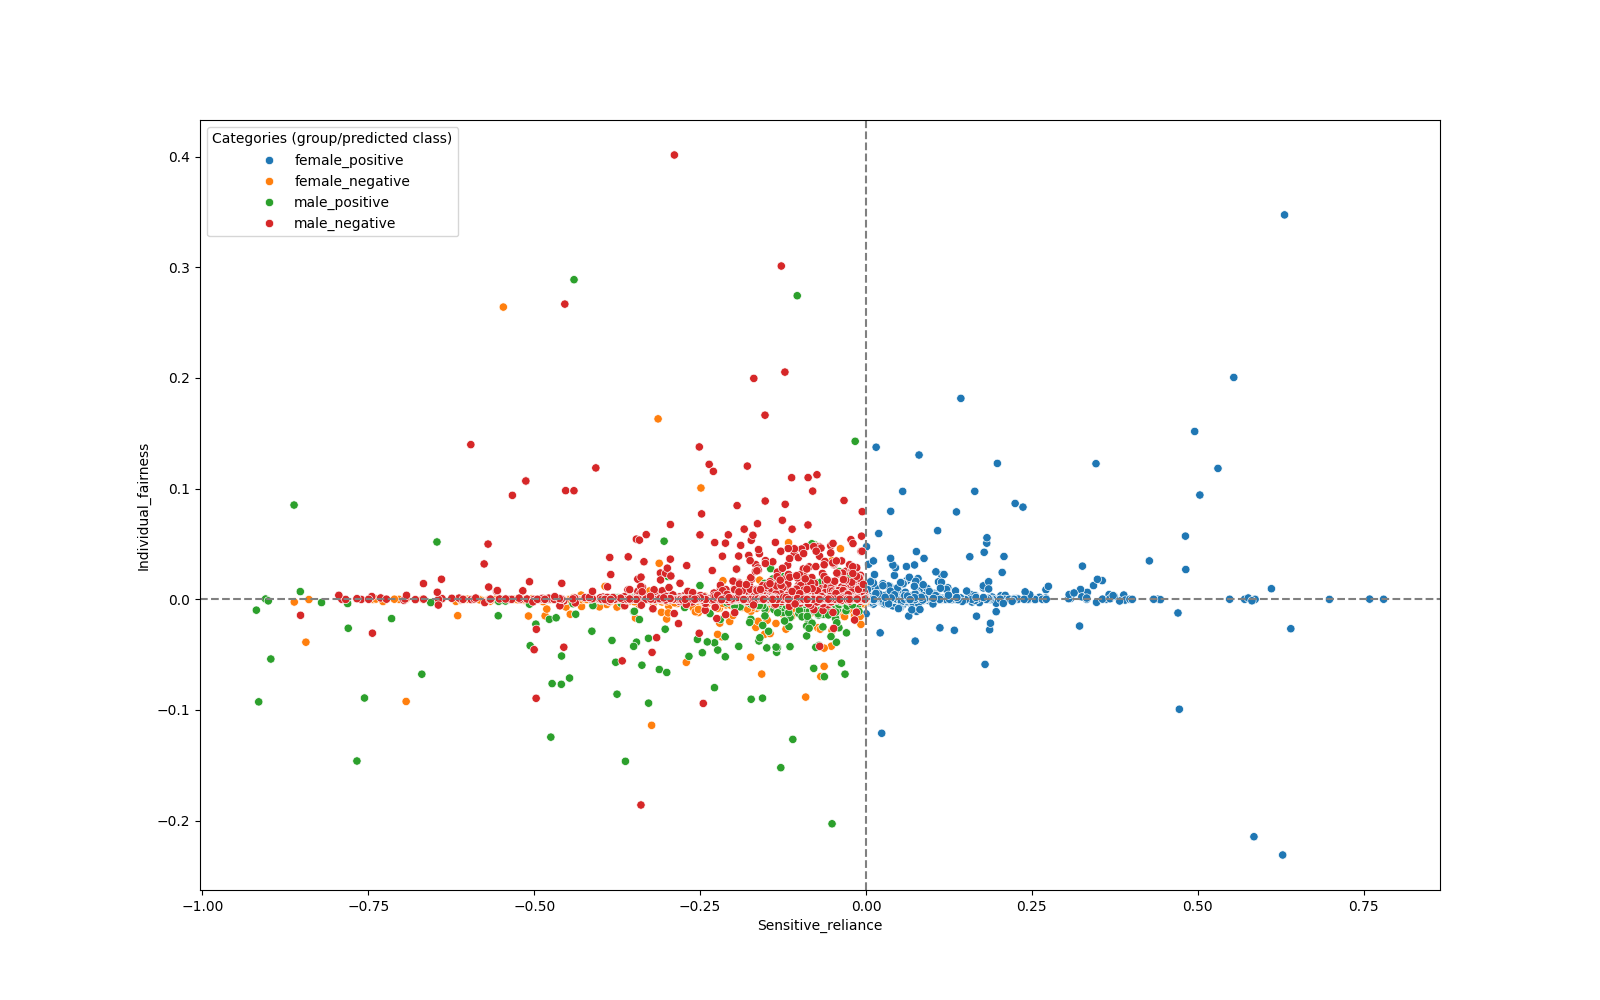 Categories (group/predicted class)
female_positive
female_negative
male_positive
male_negative
0.4
0.3
0.2
0.1
0.0
−0.1
−0.2
Individual_fairness
−1.00
−0.75
−0.50
−0.25
0.00
0.25
0.50
0.75
Sensitive_reliance